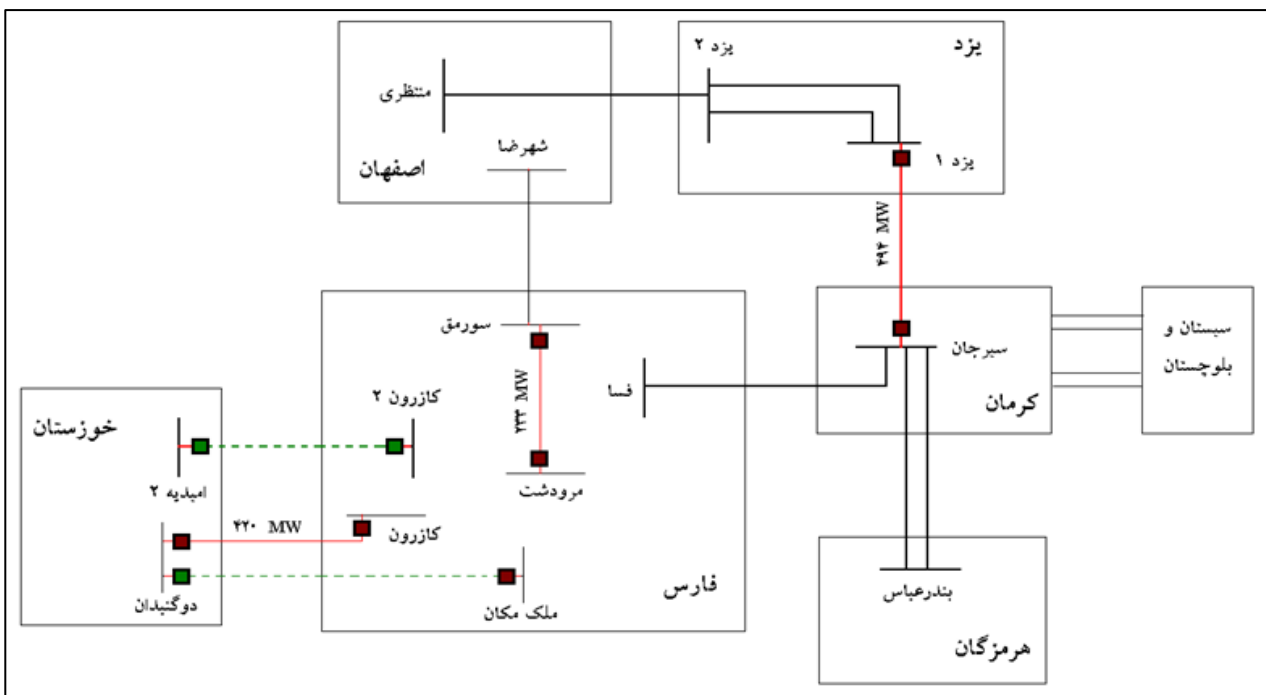 یزد
یزد ۲
منتظری
یزد ۱
شهرضا
اصفهان
۴۹۴ MW
سورمق
سیرجان
سیستان و
بلوچستان
کرمان
فسا
۲۳۳ MW
کازرون ۲
خوزستان
امیدیه ۲
مرودشت
۴۲۰ MW
کازرون
فارس
دوگنبدان
ملک مکان
بندرعباس
هرمزگان